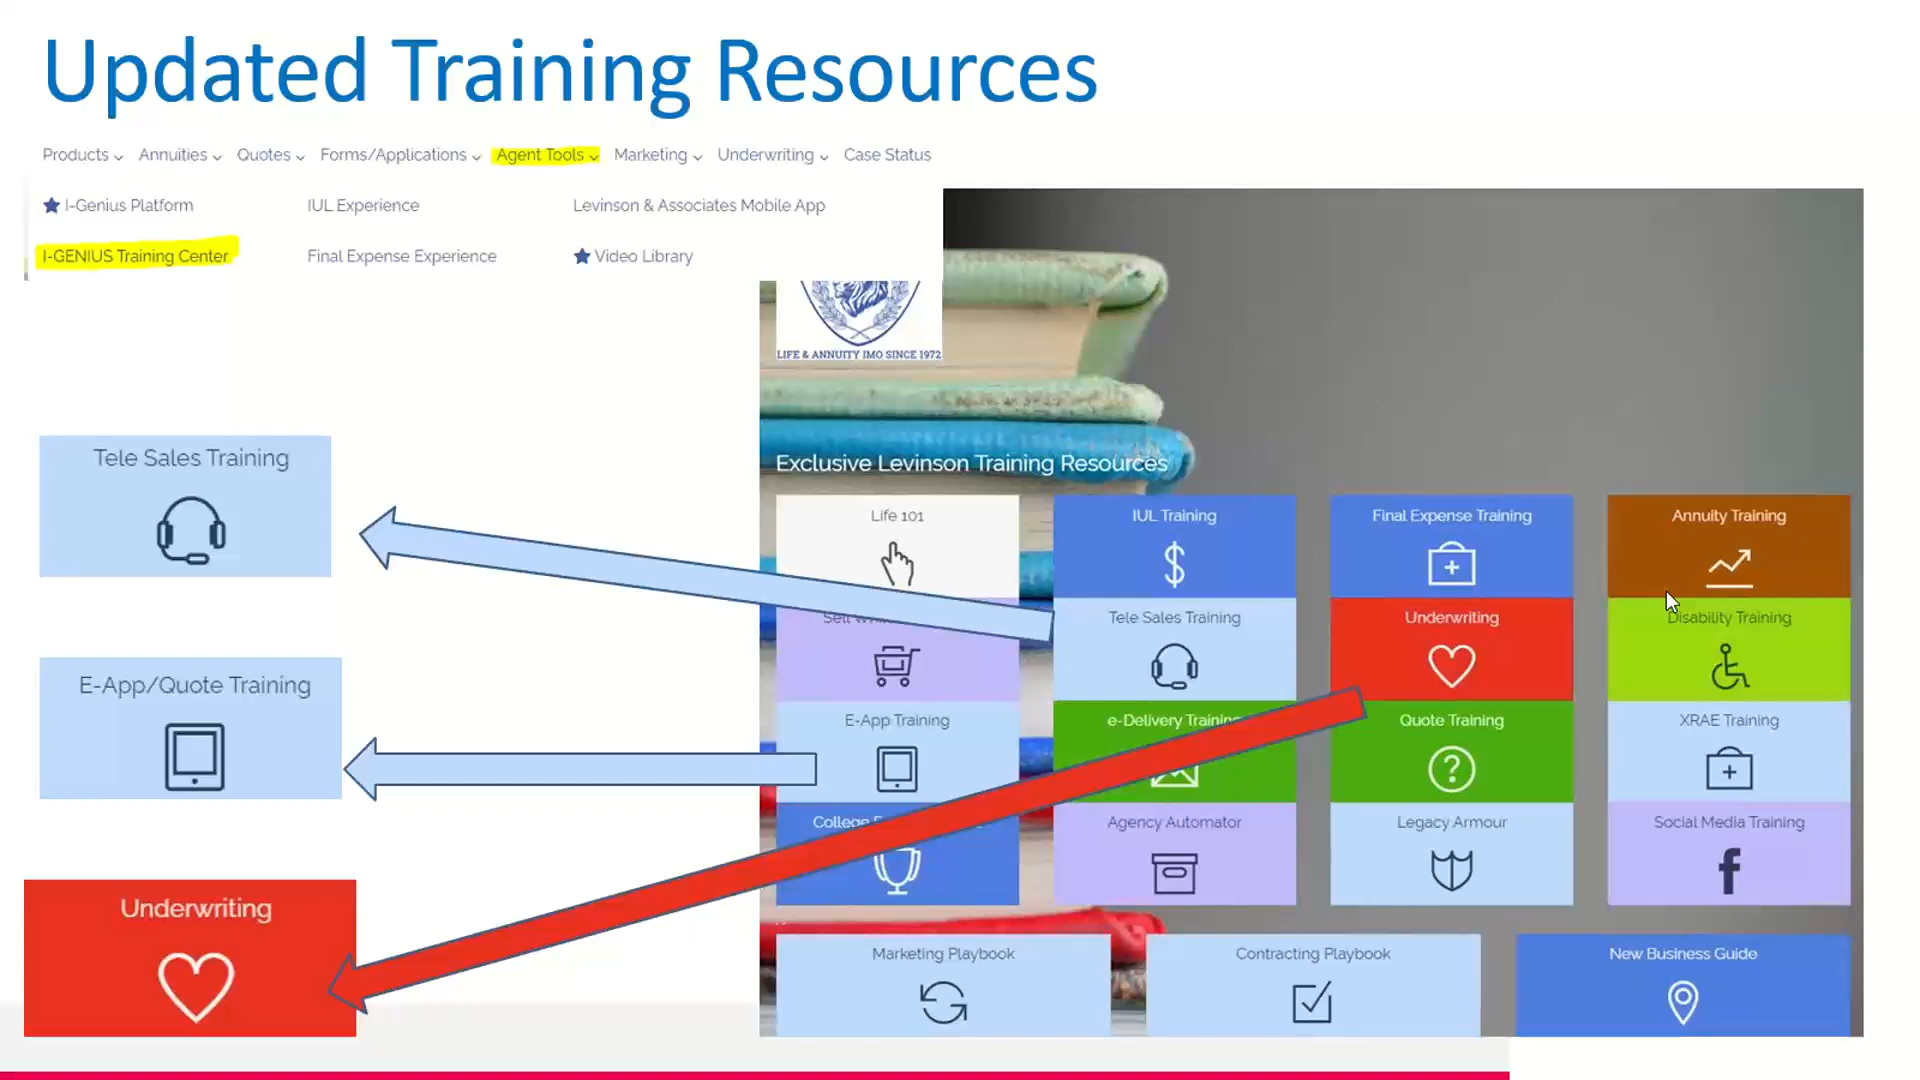 Updated Training Resources
Products Annuities Quotes Forms/Applications Agent Tools Marketing Underwriting Case Status
I-Genius Platform IUL Experience Levinson & Associates Mobile App
I-GENIUS Training Center Final Expense Experience Video Library
LIFE & ANNUITY IMO SINCE 1972
Exclusive Levinson Training Resources
Tele Sales Training
E-App/Quote Training
Underwriting
Life 101 IUL Training Final Expense Training Annuity Training
Sell Tele Sales Training Underwriting Disability Training
E-App Training e-Delivery Training Quote Training XRAE Training
College Agency Automator Legacy Armour Social Media Training
Marketing Playbook Contracting Playbook New Business Guide